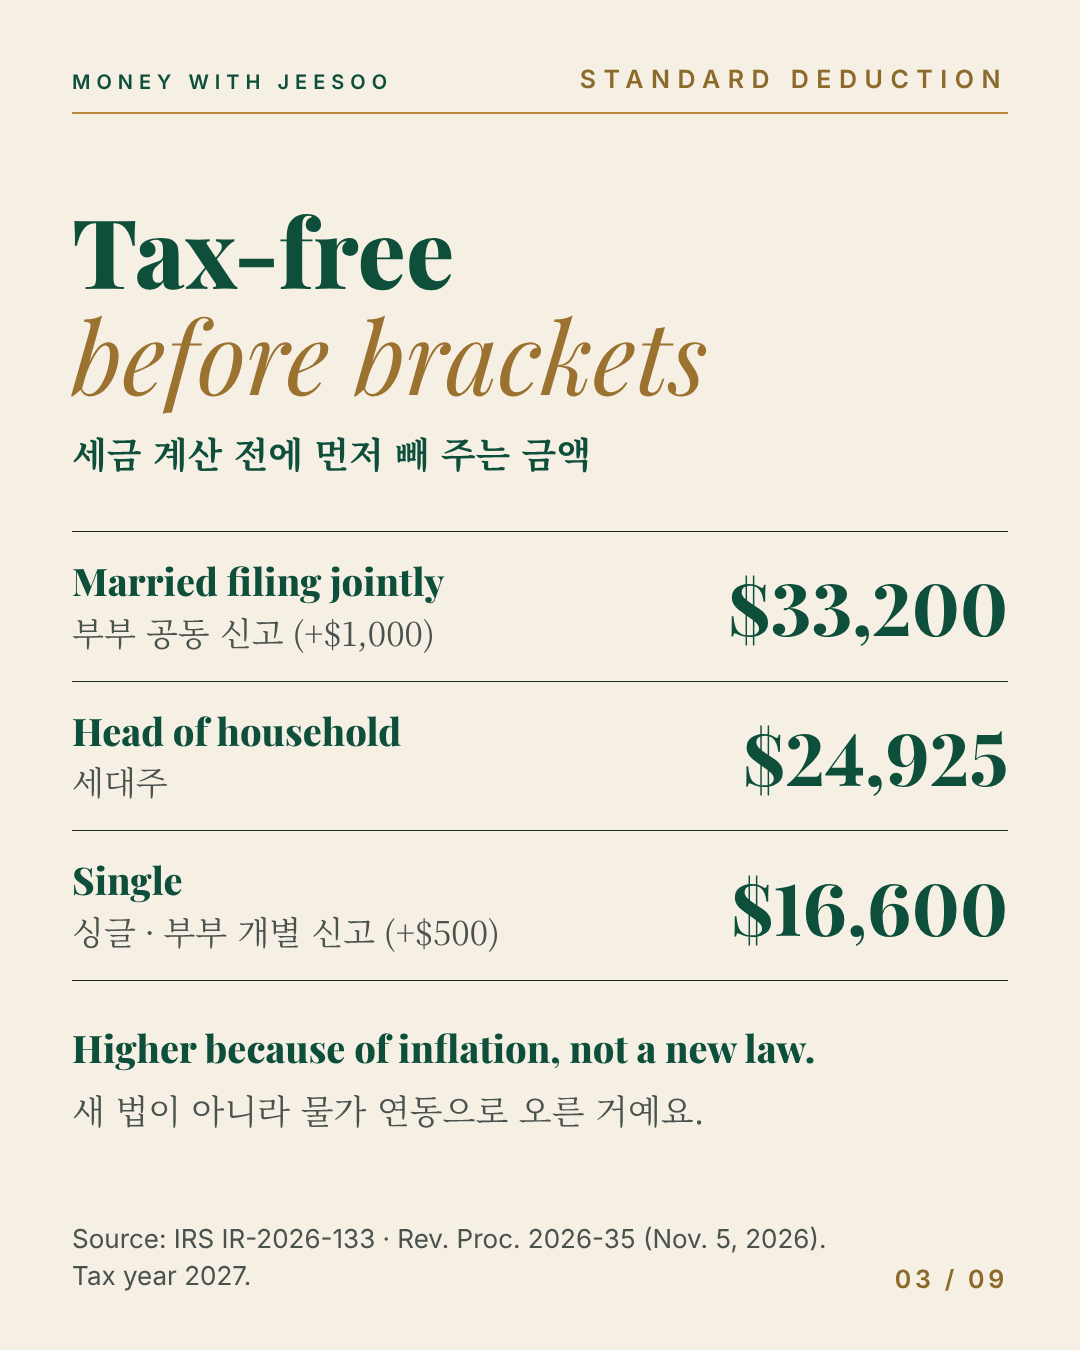 MONEY WITH JEESOO
STANDARD DEDUCTION
Tax-free
before brackets
세금 계산 전에 먼저 빼 주는 금액
Married filing jointly
부부 공동 신고 (+$1,000)
$33,200
Head of household
세대주
$24,925
Single
싱글 · 부부 개별 신고 (+$500)
$16,600
Higher because of inflation, not a new law.
새 법이 아니라 물가 연동으로 오른 거예요.
Source: IRS IR-2026-133 · Rev. Proc. 2026-35 (Nov. 5, 2026).
Tax year 2027.
03 / 09